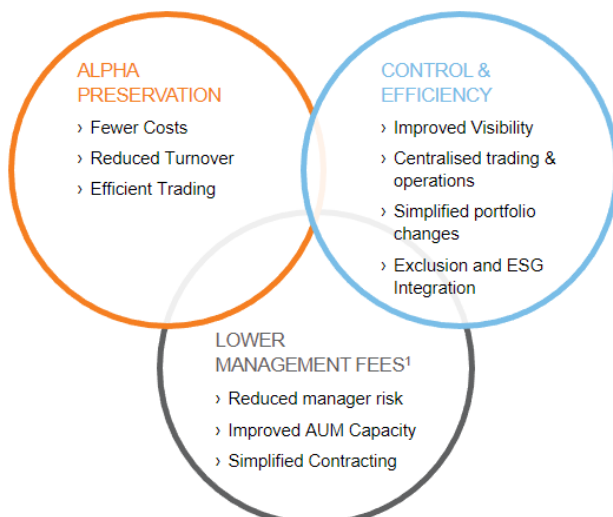 ALPHA
PRESERVATION
› Fewer Costs
› Reduced Turnover
› Efficient Trading
CONTROL &
EFFICIENCY
› Improved Visibility
› Centralised trading &
operations
› Simplified portfolio
changes
› Exclusion and ESG
Integration
LOWER
MANAGEMENT FEES¹
› Reduced manager risk
› Improved AUM Capacity
› Simplified Contracting